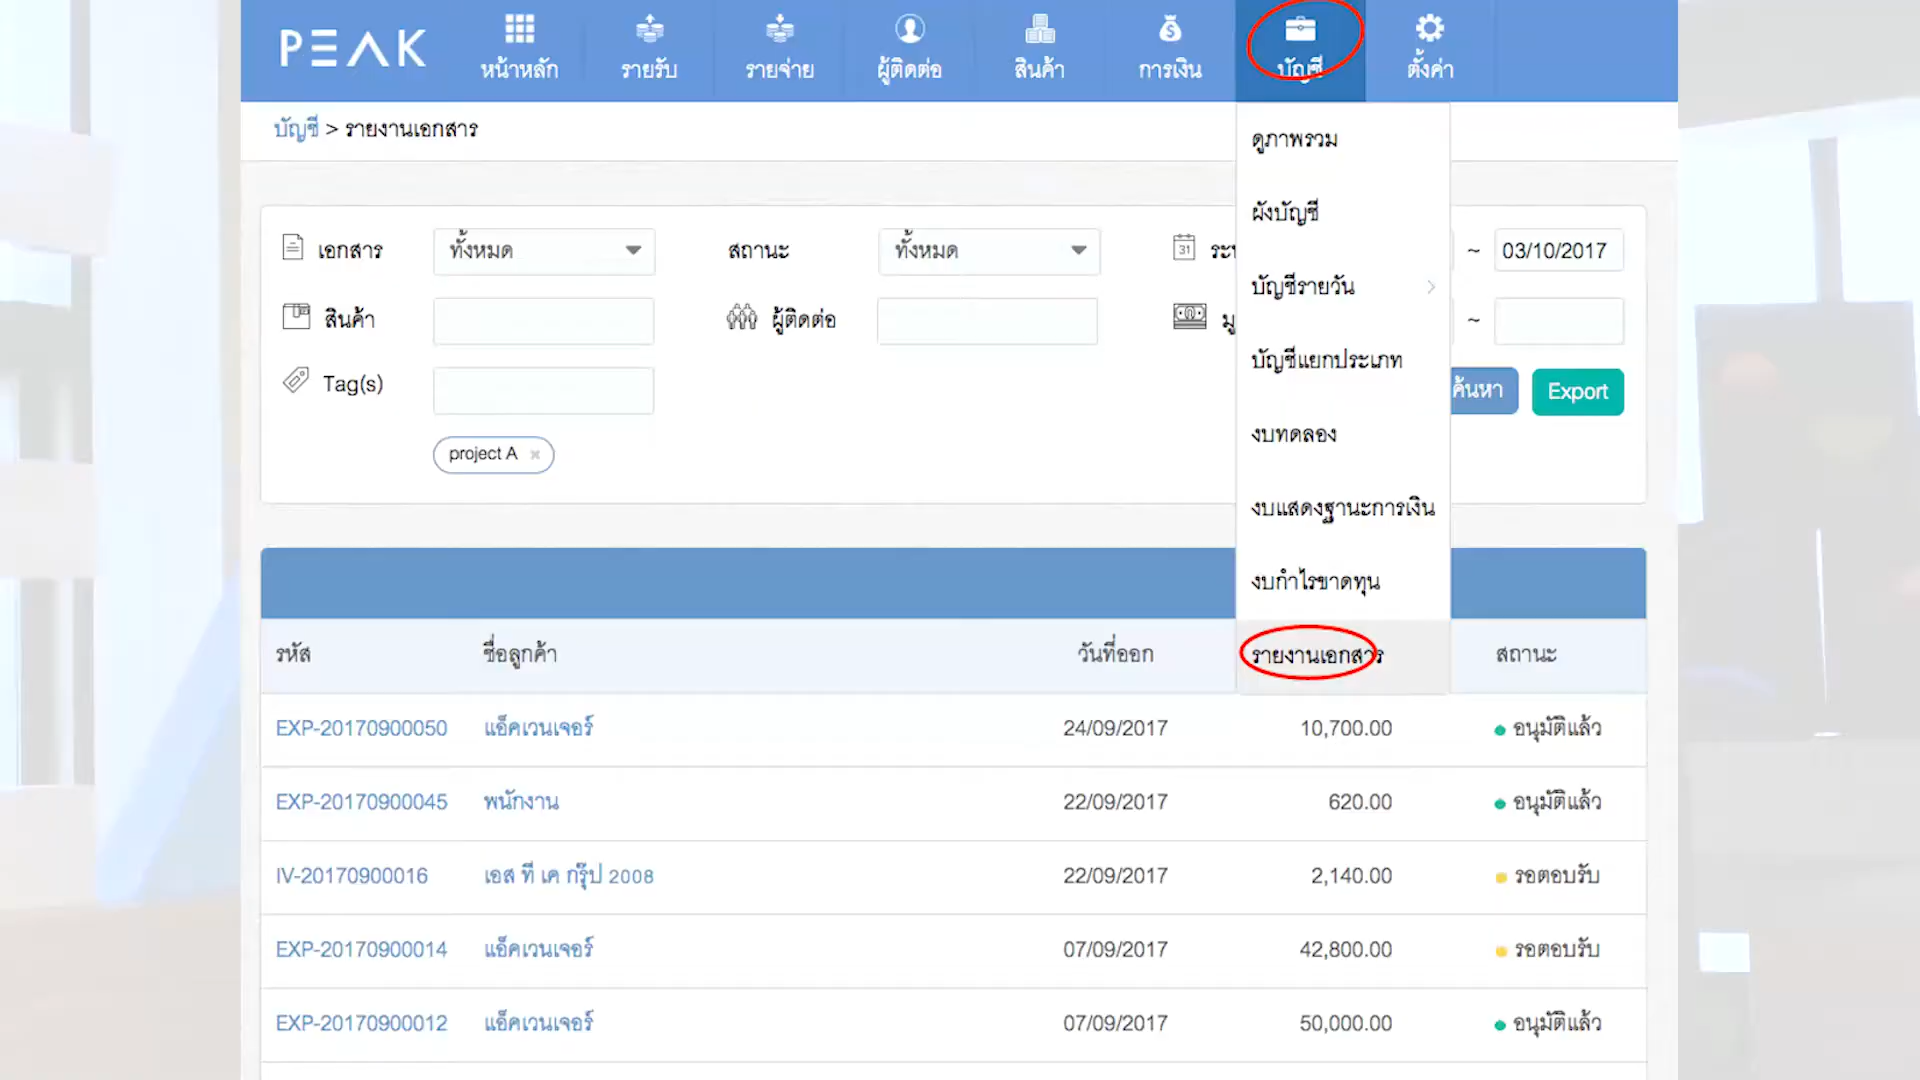 PEAK
หน้าหลัก
รายรับ
รายจ่าย
ผู้ติดต่อ
สินค้า
การเงิน
บัญชี
ตั้งค่า
บัญชี > รายงานเอกสาร
ดูภาพรวม
ผังบัญชี
บัญชีรายวัน
บัญชีแยกประเภท
งบทดลอง
งบแสดงฐานะการเงิน
งบกำไรขาดทุน
รายงานเอกสาร
เอกสาร ทั้งหมด สถานะ ทั้งหมด ~ 03/10/2017
สินค้า ผู้ติดต่อ ~
Tag(s) ค้นหา Export
project A ×
รหัส ชื่อลูกค้า วันที่ออก สถานะ
EXP-20170900050 แอ็คเวนเจอร์ 24/09/2017 10,700.00 อนุมัติแล้ว
EXP-20170900045 พนักงาน 22/09/2017 620.00 อนุมัติแล้ว
IV-20170900016 เอส ที เค กรุ๊ป 2008 22/09/2017 2,140.00 รอตอบรับ
EXP-20170900014 แอ็คเวนเจอร์ 07/09/2017 42,800.00 รอตอบรับ
EXP-20170900012 แอ็คเวนเจอร์ 07/09/2017 50,000.00 อนุมัติแล้ว